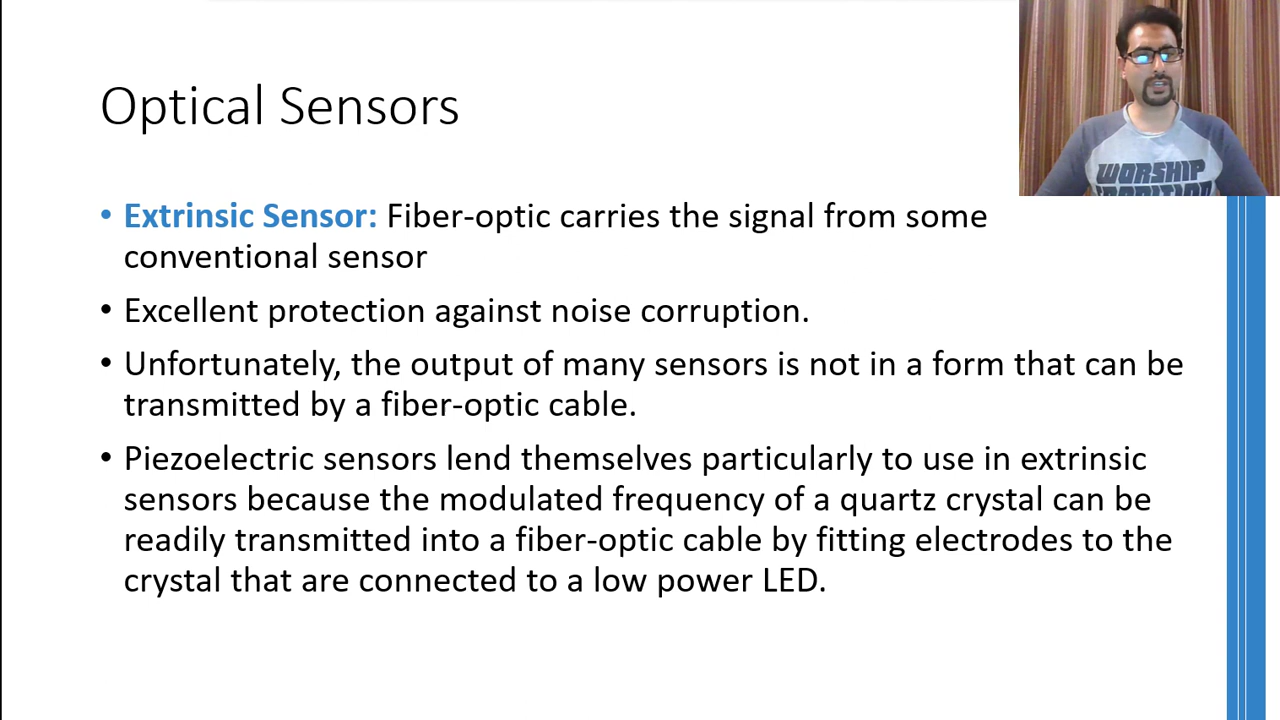 Optical Sensors
WORSHIP
• Extrinsic Sensor: Fiber-optic carries the signal from some
conventional sensor
• Excellent protection against noise corruption.
• Unfortunately, the output of many sensors is not in a form that can be
transmitted by a fiber-optic cable.
• Piezoelectric sensors lend themselves particularly to use in extrinsic
sensors because the modulated frequency of a quartz crystal can be
readily transmitted into a fiber-optic cable by fitting electrodes to the
crystal that are connected to a low power LED.